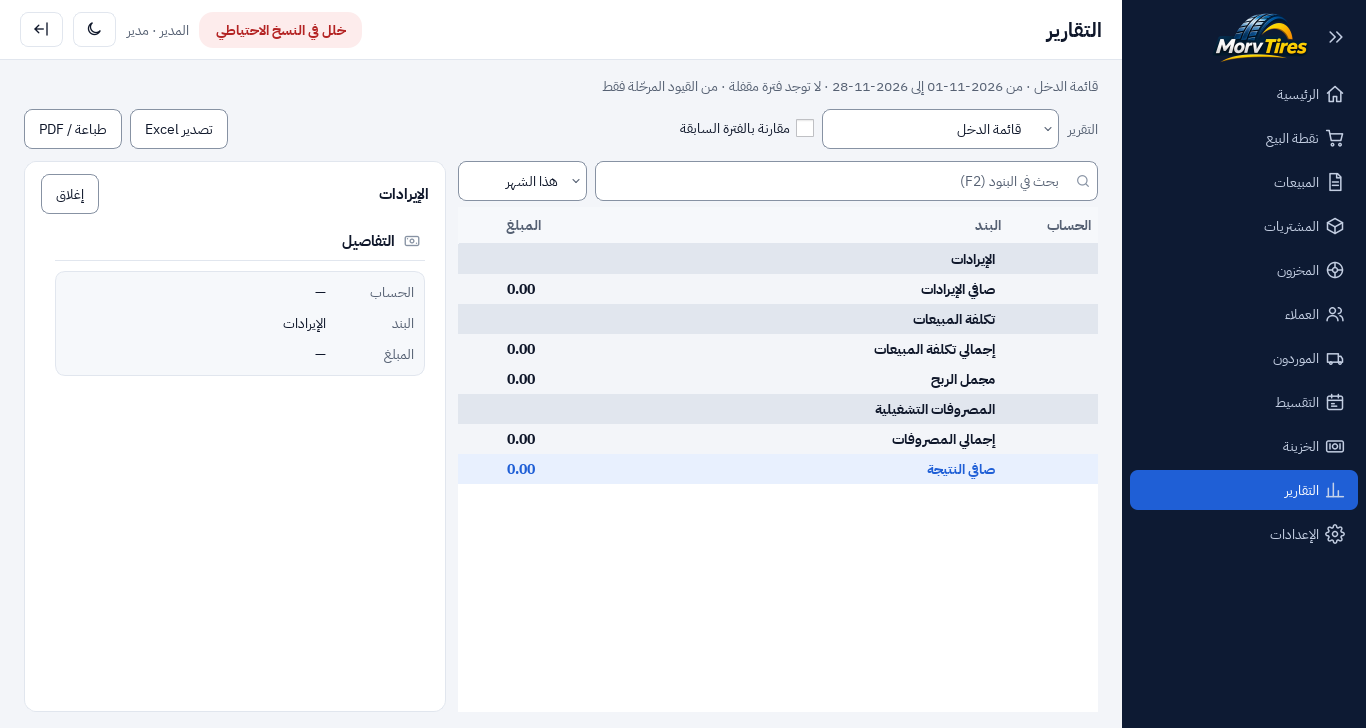 MorvTires
الرئيسية
نقطة البيع
المبيعات
المشتريات
المخزون
العملاء
الموردون
التقسيط
الخزينة
التقارير
الإعدادات
التقارير
خلل في النسخ الاحتياطي
المدير · مدير
قائمة الدخل · من 2026-11-01 إلى 2026-11-28 · لا توجد فترة مقفلة · من القيود المرحّلة فقط
التقرير
قائمة الدخل
مقارنة بالفترة السابقة
تصدير Excel
طباعة / PDF
بحث في البنود (F2)
هذا الشهر
الحساب البند المبلغ
الإيرادات
صافي الإيرادات 0.00
تكلفة المبيعات
إجمالي تكلفة المبيعات 0.00
مجمل الربح 0.00
المصروفات التشغيلية
إجمالي المصروفات 0.00
صافي النتيجة 0.00
الإيرادات
إغلاق
التفاصيل
الحساب —
البند الإيرادات
المبلغ —